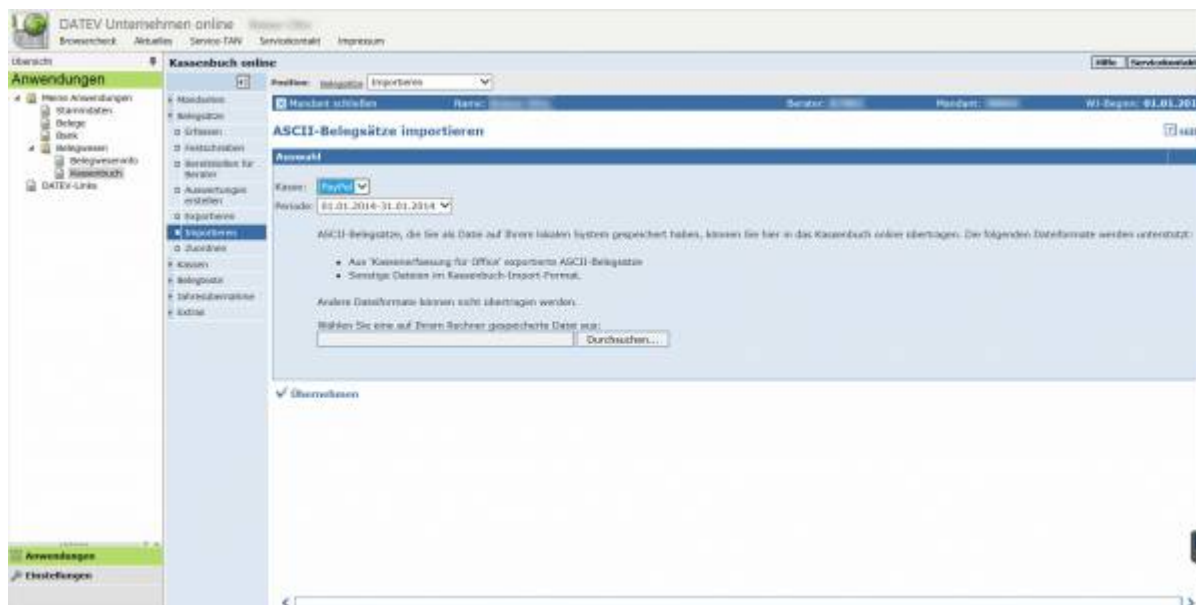 DATEV Unternehmen online
Browsercheck Aktuelles Service-TAN Servicekontakt Impressum
Übersicht
Anwendungen
Meine Anwendungen
Stammdaten
Belege
Bank
Belegwesen
Belegweseninfo
Kassenbuch
DATEV-Links
Anwendungen
Einstellungen
Kassenbuch online
Hilfe Servicekontakt
Mandanten
Belegsätze
Erfassen
Festschreiben
Bereitstellen für Berater
Auswertungen erstellen
Exportieren
Importieren
Zuordnen
Kassen
Belegtexte
Jahresübernahme
Extras
Position: Belegsätze Importieren
Mandant schließen Name: Berater: Mandant: WJ-Beginn: 01.01.201
ASCII-Belegsätze importieren
Auswahl
Kasse: PayPal
Periode: 01.01.2014-31.01.2014
ASCII-Belegsätze, die Sie als Datei auf Ihrem lokalen System gespeichert haben, können Sie hier in das Kassenbuch online übertragen. Die folgenden Dateiformate werden unterstützt:
Aus 'Kassenerfassung für Office' exportierte ASCII-Belegsätze
Sonstige Dateien im Kassenbuch-Import-Format.
Andere Dateiformate können nicht übertragen werden.
Wählen Sie eine auf Ihrem Rechner gespeicherte Datei aus:
Durchsuchen...
Übernehmen